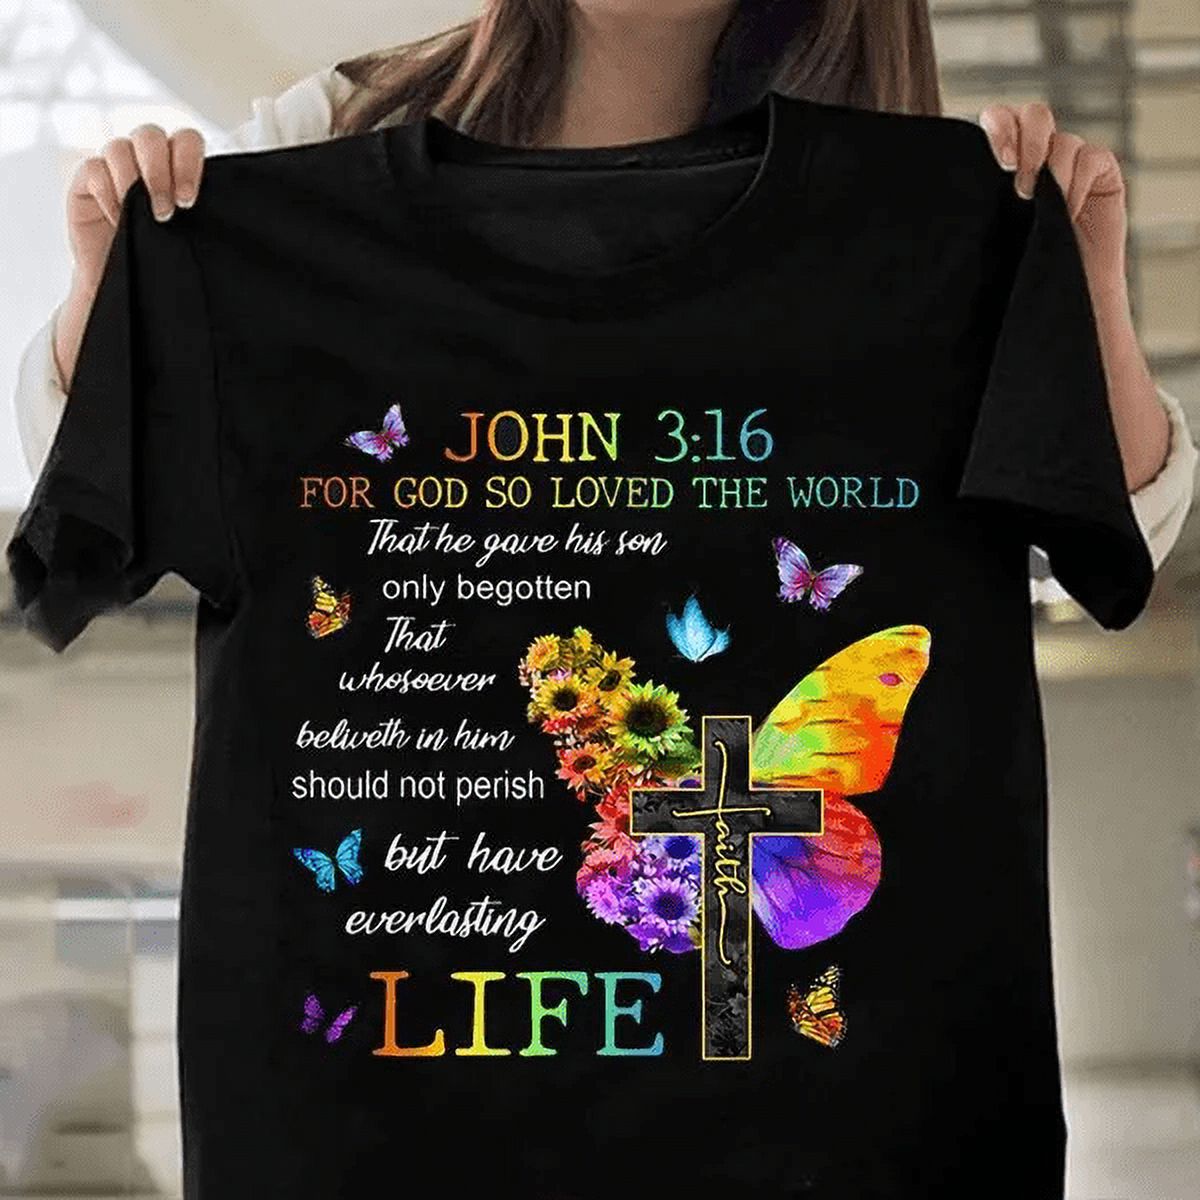 JOHN 3:16
FOR GOD SO LOVED THE WORLD
That he gave his son
only begotten
That
whosoever
beliveth in him
should not perish
but have
everlasting
LIFE
faith